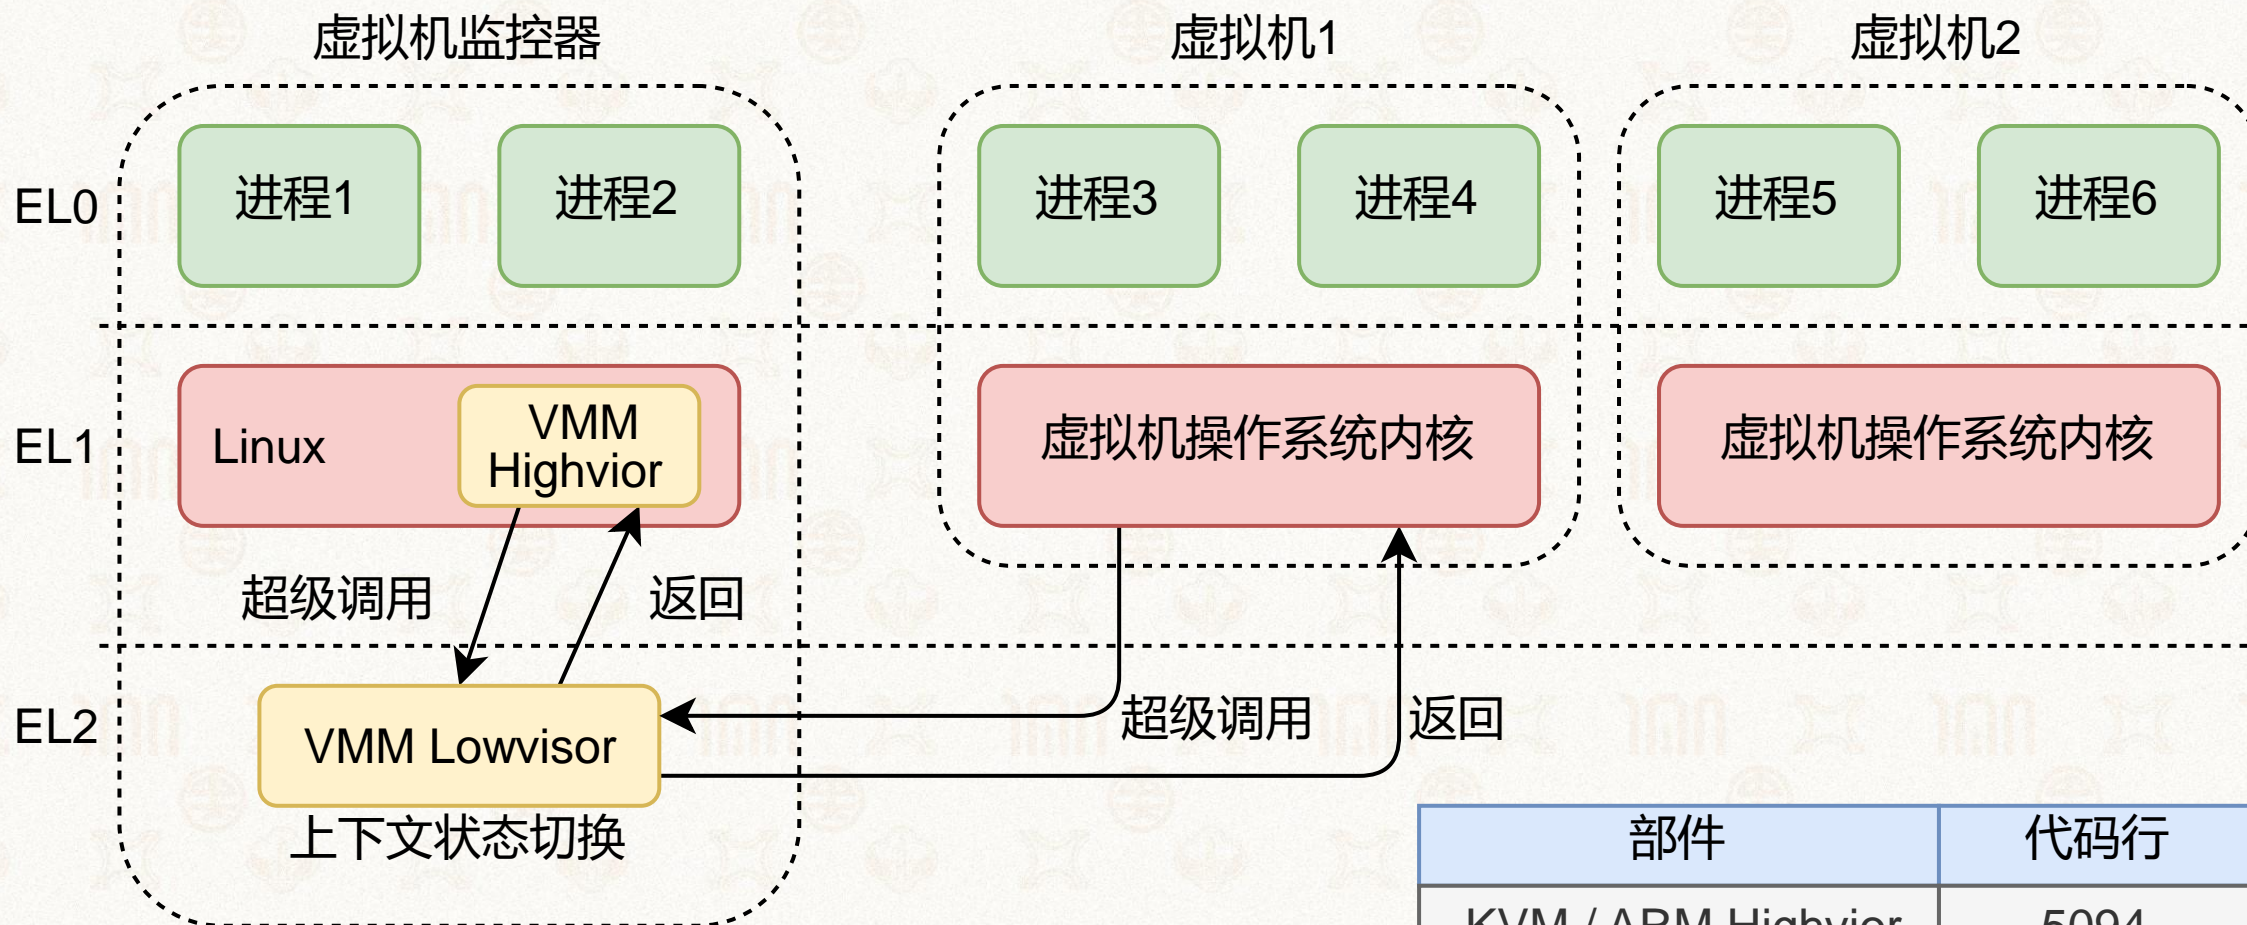 虚拟机监控器
虚拟机1
虚拟机2
EL0
进程1
进程2
进程3
进程4
进程5
进程6
EL1
Linux
VMM
Highvior
虚拟机操作系统内核
虚拟机操作系统内核
超级调用
返回
EL2
VMM Lowvisor
超级调用
返回
上下文状态切换
部件
代码行
KVM / ARM Highvior
5094